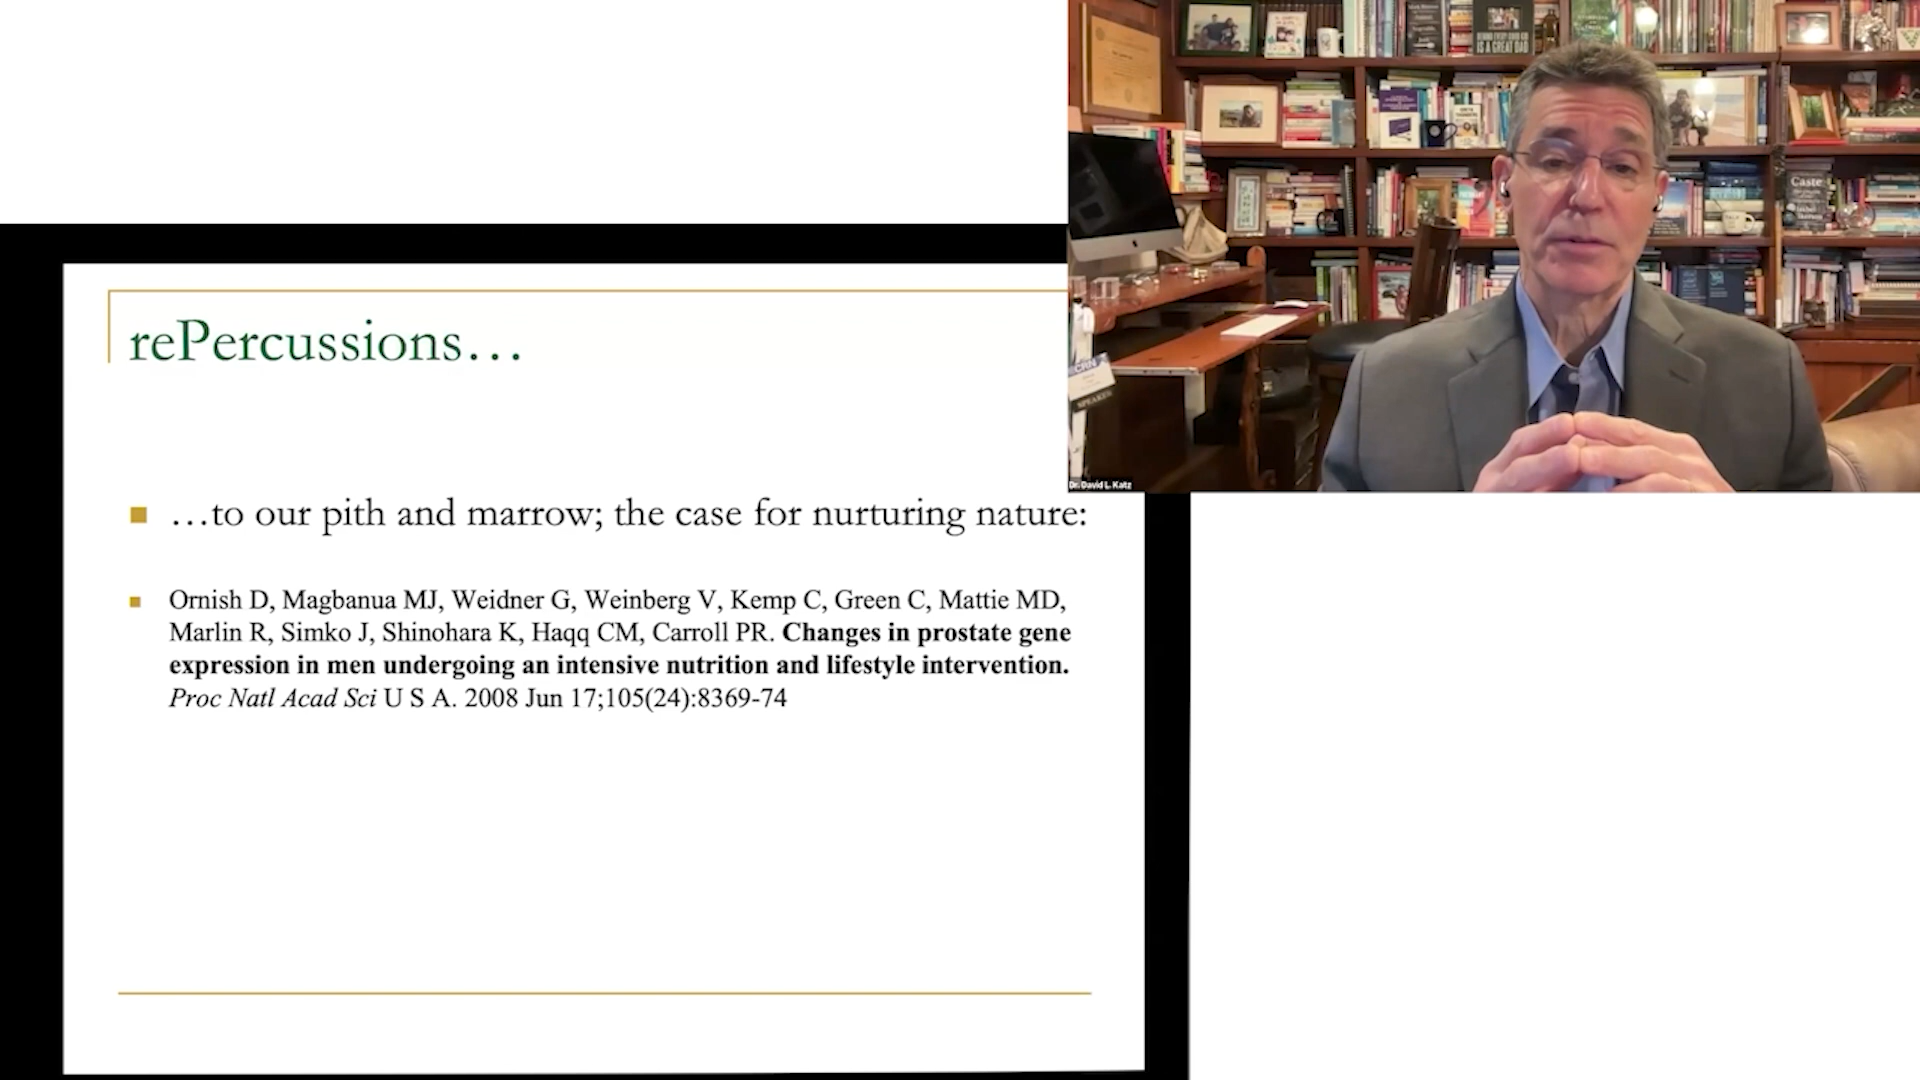 rePercussions…
…to our pith and marrow; the case for nurturing nature:
Ornish D, Magbanua MJ, Weidner G, Weinberg V, Kemp C, Green C, Mattie MD,
Marlin R, Simko J, Shinohara K, Haqq CM, Carroll PR. Changes in prostate gene
expression in men undergoing an intensive nutrition and lifestyle intervention.
Proc Natl Acad Sci U S A. 2008 Jun 17;105(24):8369-74
IS A GREAT DAD
Caste
SPEAKER
Dr. David L. Katz